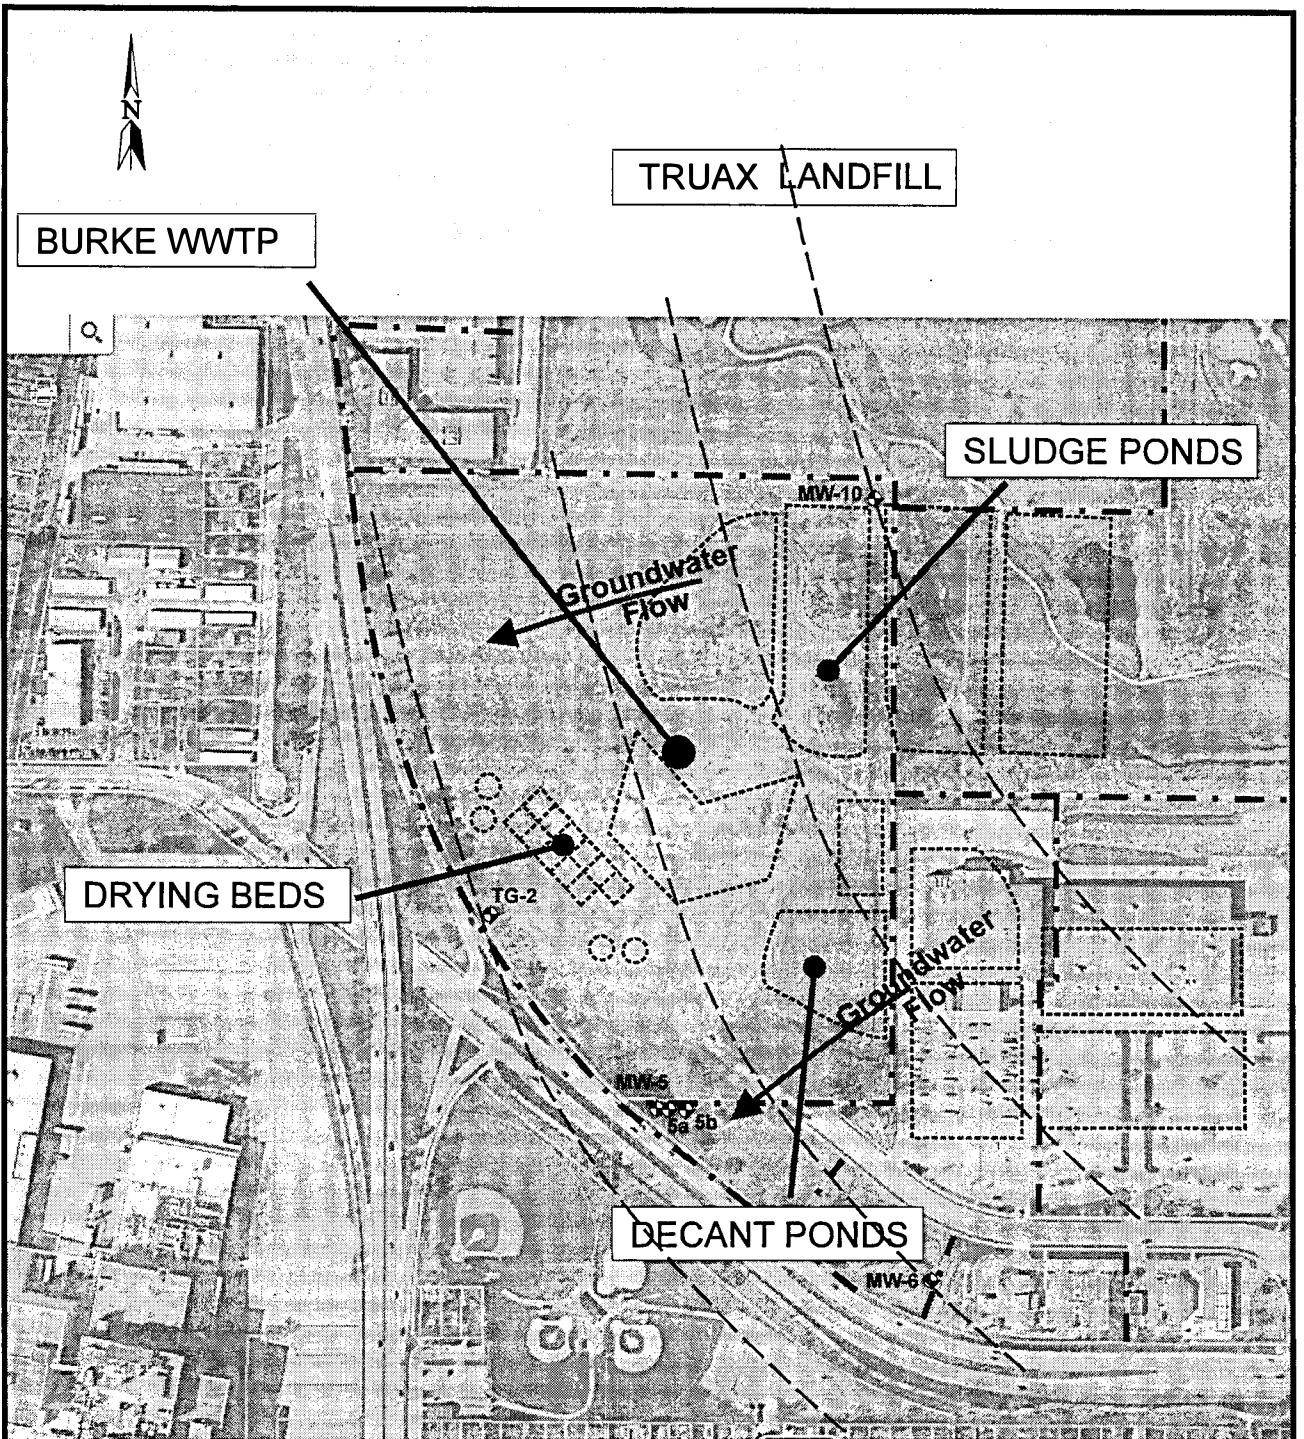 N
TRUAX LANDFILL
BURKE WWTP
SLUDGE PONDS
MW-10
Groundwater
Flow
DRYING BEDS
TG-2
Groundwater
Flow
MW-5
5a 5b
DECANT PONDS
MW-6